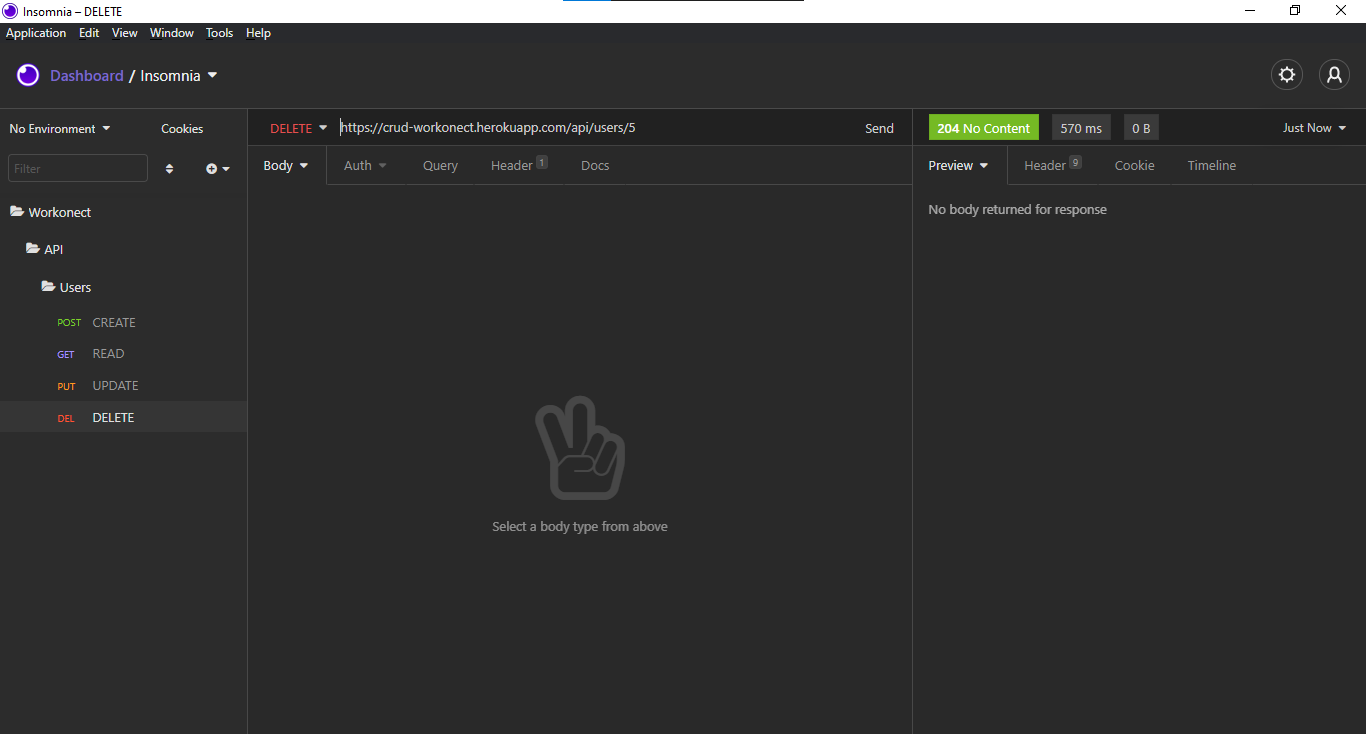 Insomnia – DELETE
Application Edit View Window Tools Help
Dashboard / Insomnia
No Environment Cookies
DELETE https://crud-workonect.herokuapp.com/api/users/5 Send
204 No Content 570 ms 0 B Just Now
Filter
Body Auth Query Header 1 Docs
Preview Header 9 Cookie Timeline
Workonect
API
Users
POST CREATE
GET READ
PUT UPDATE
DEL DELETE
Select a body type from above
No body returned for response